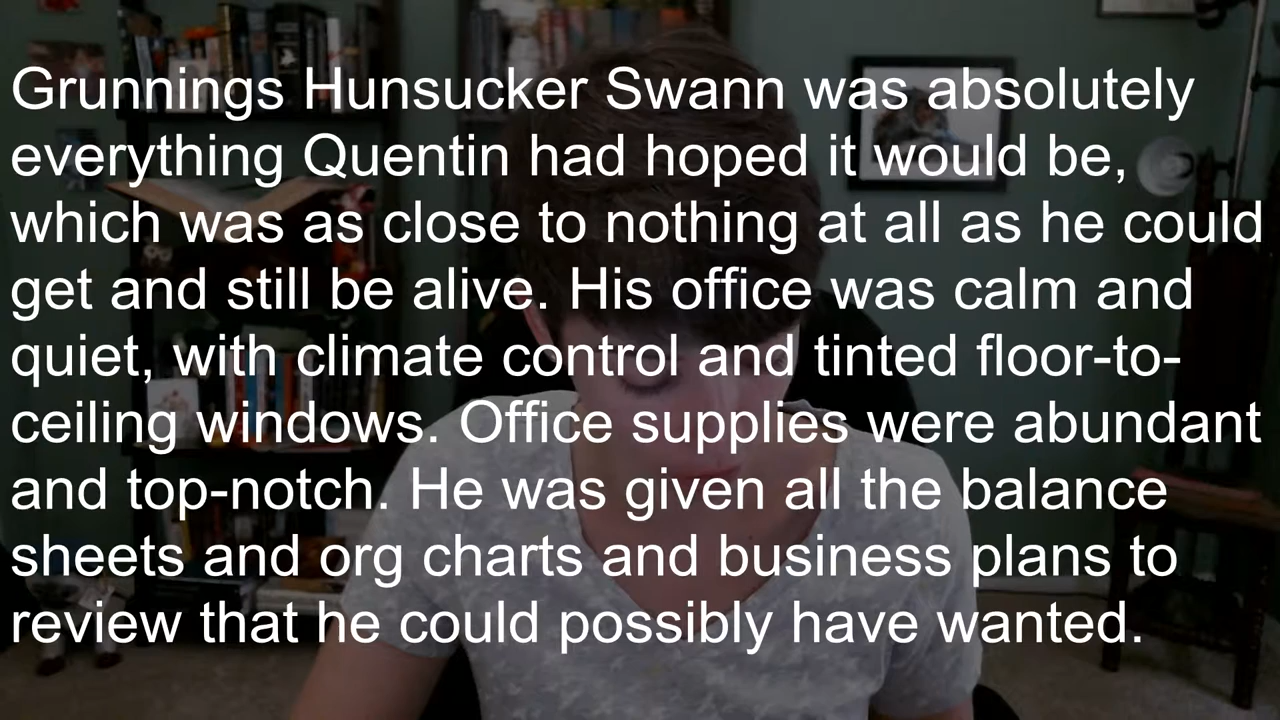 Grunnings Hunsucker Swann was absolutely
everything Quentin had hoped it would be,
which was as close to nothing at all as he could
get and still be alive. His office was calm and
quiet, with climate control and tinted floor-to-
ceiling windows. Office supplies were abundant
and top-notch. He was given all the balance
sheets and org charts and business plans to
review that he could possibly have wanted.